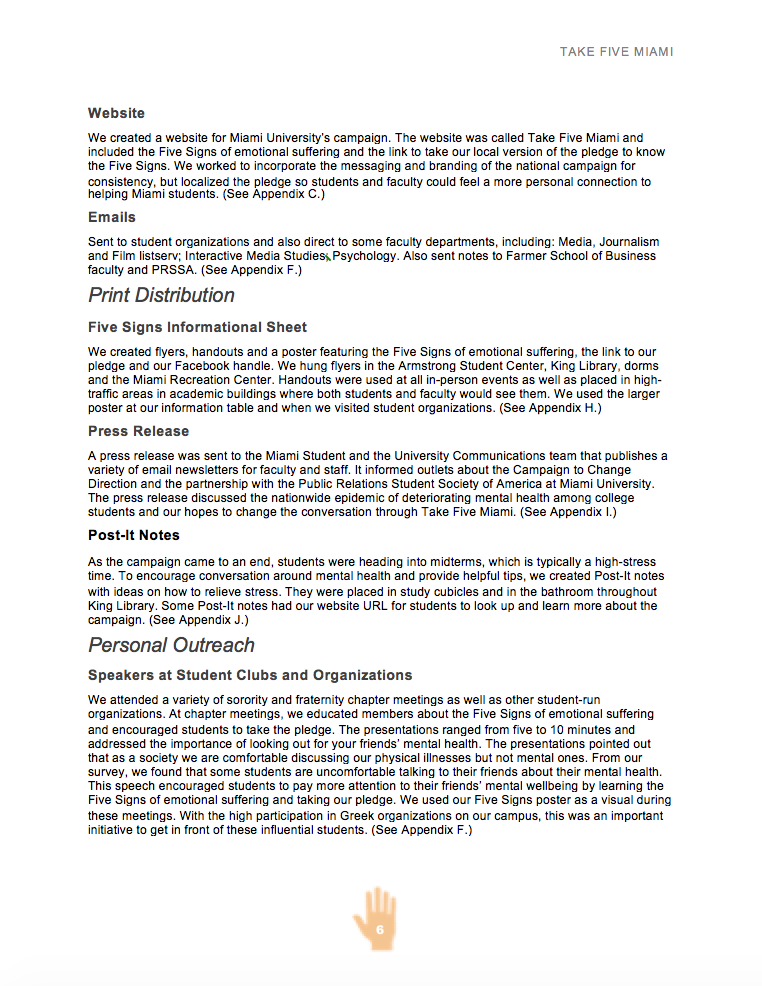 TAKE FIVE MIAMI
Website
We created a website for Miami University's campaign. The website was called Take Five Miami and
included the Five Signs of emotional suffering and the link to take our local version of the pledge to know
the Five Signs. We worked to incorporate the messaging and branding of the national campaign for
consistency, but localized the pledge so students and faculty could feel a more personal connection to
helping Miami students. (See Appendix C.)
Emails
Sent to student organizations and also direct to some faculty departments, including: Media, Journalism
and Film listserv; Interactive Media Studies, Psychology. Also sent notes to Farmer School of Business
faculty and PRSSA. (See Appendix F.)
Print Distribution
Five Signs Informational Sheet
We created flyers, handouts and a poster featuring the Five Signs of emotional suffering, the link to our
pledge and our Facebook handle. We hung flyers in the Armstrong Student Center, King Library, dorms
and the Miami Recreation Center. Handouts were used at all in-person events as well as placed in high-
traffic areas in academic buildings where both students and faculty would see them. We used the larger
poster at our information table and when we visited student organizations. (See Appendix H.)
Press Release
A press release was sent to the Miami Student and the University Communications team that publishes a
variety of email newsletters for faculty and staff. It informed outlets about the Campaign to Change
Direction and the partnership with the Public Relations Student Society of America at Miami University.
The press release discussed the nationwide epidemic of deteriorating mental health among college
students and our hopes to change the conversation through Take Five Miami. (See Appendix I.)
Post-It Notes
As the campaign came to an end, students were heading into midterms, which is typically a high-stress
time. To encourage conversation around mental health and provide helpful tips, we created Post-It notes
with ideas on how to relieve stress. They were placed in study cubicles and in the bathroom throughout
King Library. Some Post-It notes had our website URL for students to look up and learn more about the
campaign. (See Appendix J.)
Personal Outreach
Speakers at Student Clubs and Organizations
We attended a variety of sorority and fraternity chapter meetings as well as other student-run
organizations. At chapter meetings, we educated members about the Five Signs of emotional suffering
and encouraged students to take the pledge. The presentations ranged from five to 10 minutes and
addressed the importance of looking out for your friends' mental health. The presentations pointed out
that as a society we are comfortable discussing our physical illnesses but not mental ones. From our
survey, we found that some students are uncomfortable talking to their friends about their mental health.
This speech encouraged students to pay more attention to their friends' mental wellbeing by learning the
Five Signs of emotional suffering and taking our pledge. We used our Five Signs poster as a visual during
these meetings. With the high participation in Greek organizations on our campus, this was an important
initiative to get in front of these influential students. (See Appendix F.)
6